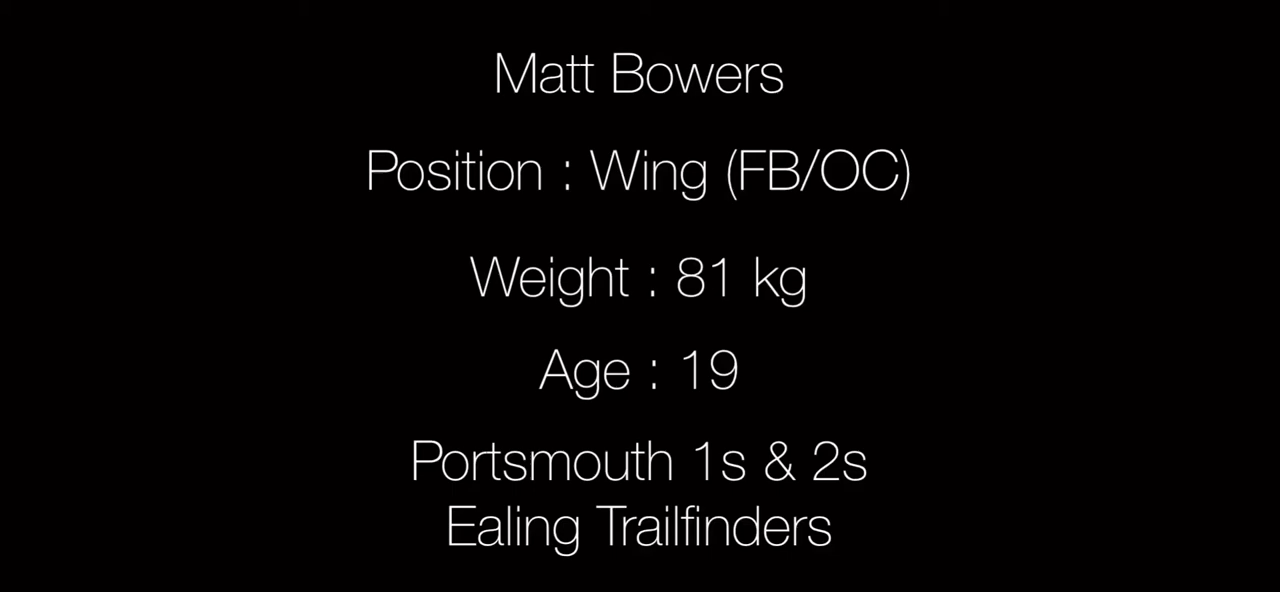 Matt Bowers
Position : Wing (FB/OC)
Weight : 81 kg
Age : 19
Portsmouth 1s & 2s
Ealing Trailfinders